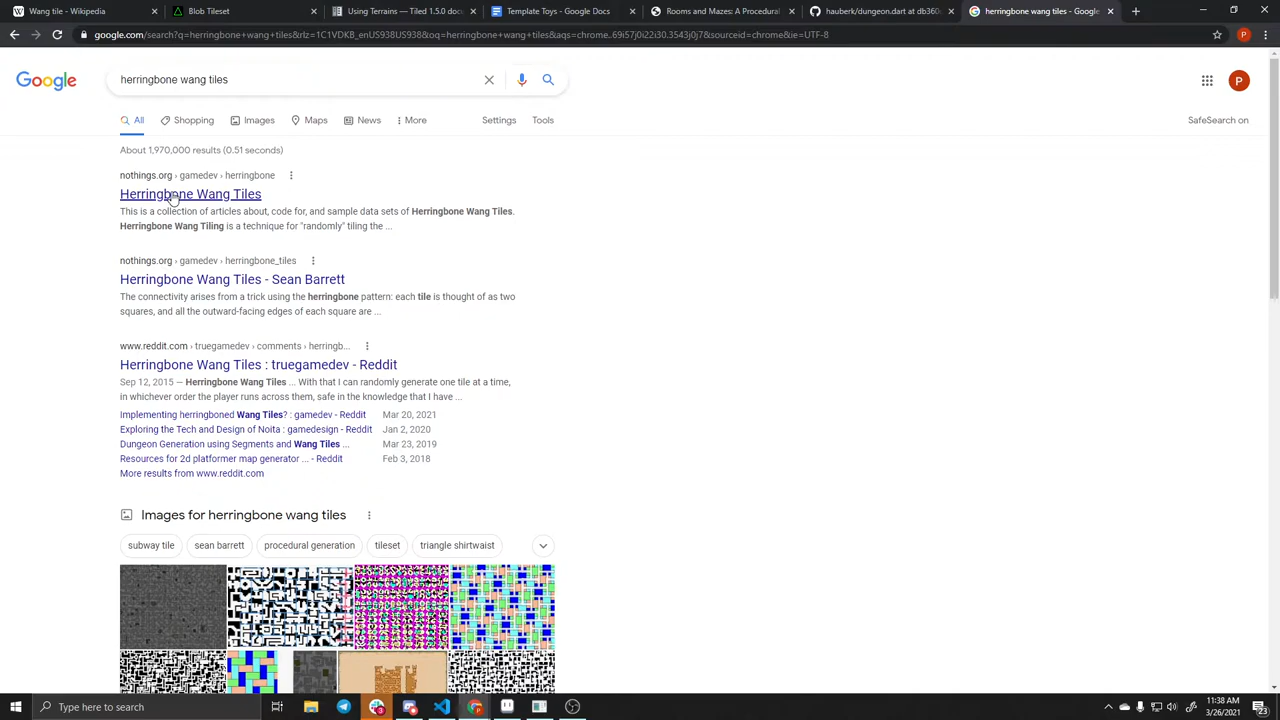 Wang tile - Wikipedia
Blob Tileset
Using Terrains — Tiled 1.5.0 doc
Template Toys - Google Docs
Rooms and Mazes: A Procedural
hauberk/dungeon.dart at db360
herringbone wang tiles - Google
google.com/search?q=herringbone+wang+tiles&rlz=1C1VDKB_enUS938US938&oq=herringbone+wang+tiles&aqs=chrome..69i57j0i22i30.3543j0j7&sourceid=chrome&ie=UTF-8
P
Google
herringbone wang tiles
P
All
Shopping
Images
Maps
News
More
Settings
Tools
SafeSearch on
About 1,970,000 results (0.51 seconds)
nothings.org › gamedev › herringbone
Herringbone Wang Tiles
This is a collection of articles about, code for, and sample data sets of Herringbone Wang Tiles.
Herringbone Wang Tiling is a technique for "randomly" tiling the ...
nothings.org › gamedev › herringbone_tiles
Herringbone Wang Tiles - Sean Barrett
The connectivity arises from a trick using the herringbone pattern: each tile is thought of as two
squares, and all the outward-facing edges of each square are ...
www.reddit.com › truegamedev › comments › herringb...
Herringbone Wang Tiles : truegamedev - Reddit
Sep 12, 2015 — Herringbone Wang Tiles ... With that I can randomly generate one tile at a time,
in whichever order the player runs across them, safe in the knowledge that I have ...
Implementing herringboned Wang Tiles? : gamedev - Reddit Mar 20, 2021
Exploring the Tech and Design of Noita : gamedesign - Reddit Jan 2, 2020
Dungeon Generation using Segments and Wang Tiles ... Mar 23, 2019
Resources for 2d platformer map generator ... - Reddit Feb 3, 2018
More results from www.reddit.com
Images for herringbone wang tiles
subway tile
sean barrett
procedural generation
tileset
triangle shirtwaist
Type here to search
11:38 AM
3/26/2021
23